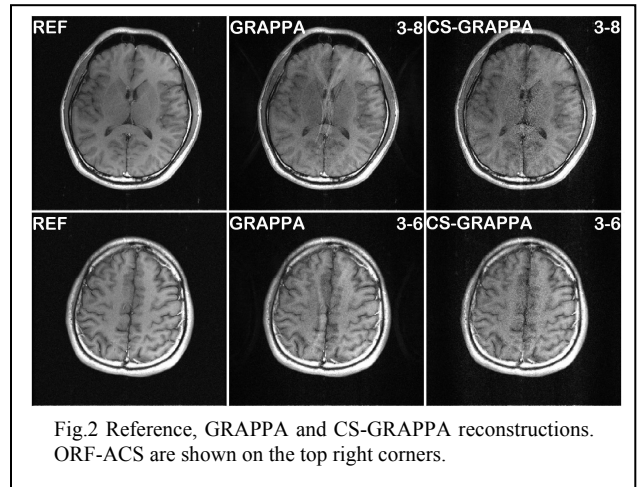 REF GRAPPA 3-8 CS-GRAPPA 3-8
REF GRAPPA 3-6 CS-GRAPPA 3-6
Fig.2 Reference, GRAPPA and CS-GRAPPA reconstructions.
ORF-ACS are shown on the top right corners.